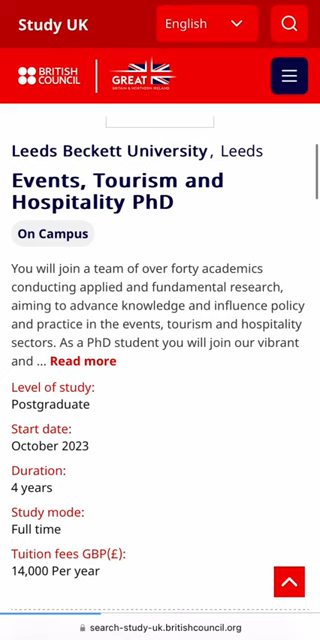 Study UK
English
BRITISH
COUNCIL
GREAT
BRITAIN & NORTHERN IRELAND
Leeds Beckett University, Leeds
Events, Tourism and
Hospitality PhD
On Campus
You will join a team of over forty academics
conducting applied and fundamental research,
aiming to advance knowledge and influence policy
and practice in the events, tourism and hospitality
sectors. As a PhD student you will join our vibrant
and ... Read more
Level of study:
Postgraduate
Start date:
October 2023
Duration:
4 years
Study mode:
Full time
Tuition fees GBP(£):
14,000 Per year
search-study-uk.britishcouncil.org